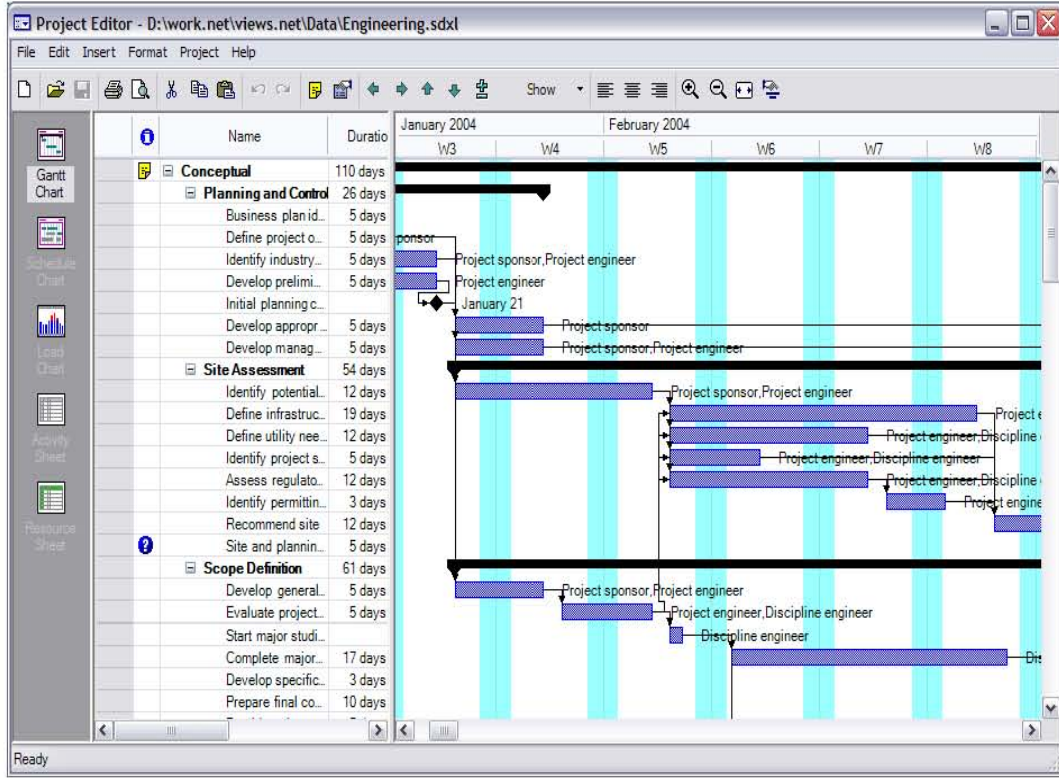 Project Editor - D:\work.net\views.net\Data\Engineering.sdxl
File Edit Insert Format Project Help
Show
Gantt Chart
Schedule Chart
Load Chart
Activity Sheet
Resource Sheet
Name Duratio
January 2004 February 2004
W3 W4 W5 W6 W7 W8
Conceptual 110 days
Planning and Control 26 days
Business plan id... 5 days
Define project o... 5 days ponsor
Identify industry... 5 days Project sponsor,Project engineer
Develop prelimi... 5 days Project engineer
Initial planning c... January 21
Develop appropr... 5 days Project sponsor
Develop manag... 5 days Project sponsor,Project engineer
Site Assessment 54 days
Identify potential... 12 days Project sponsor,Project engineer
Define infrastruc... 19 days Project e
Define utility nee... 12 days Project engineer,Discipline
Identify project s... 5 days Project engineer,Discipline engineer
Assess regulato... 12 days Project engineer,Discipline
Identify permittin... 3 days Project engine
Recommend site 12 days
Site and plannin... 5 days
Scope Definition 61 days
Develop general... 5 days Project sponsor,Project engineer
Evaluate project... 5 days Project engineer,Discipline engineer
Start major studi... Discipline engineer
Complete major... 17 days Dis
Develop specific... 3 days
Prepare final co... 10 days
Ready